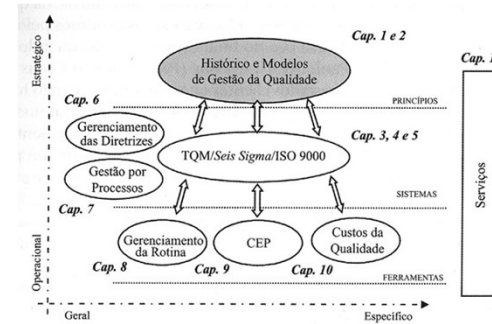 Estratégico
Cap. 1 e 2
Histórico e Modelos
de Gestão da Qualidade
Cap. 1
Cap. 6
PRINCÍPIOS
Gerenciamento
das Diretrizes
Cap. 3, 4 e 5
TQM/Seis Sigma/ISO 9000
Gestão por
Processos
Serviços
SISTEMAS
Cap. 7
Operacional
Gerenciamento
da Rotina
CEP
Custos da
Qualidade
Cap. 8
Cap. 9
Cap. 10
FERRAMENTAS
Geral
Específico